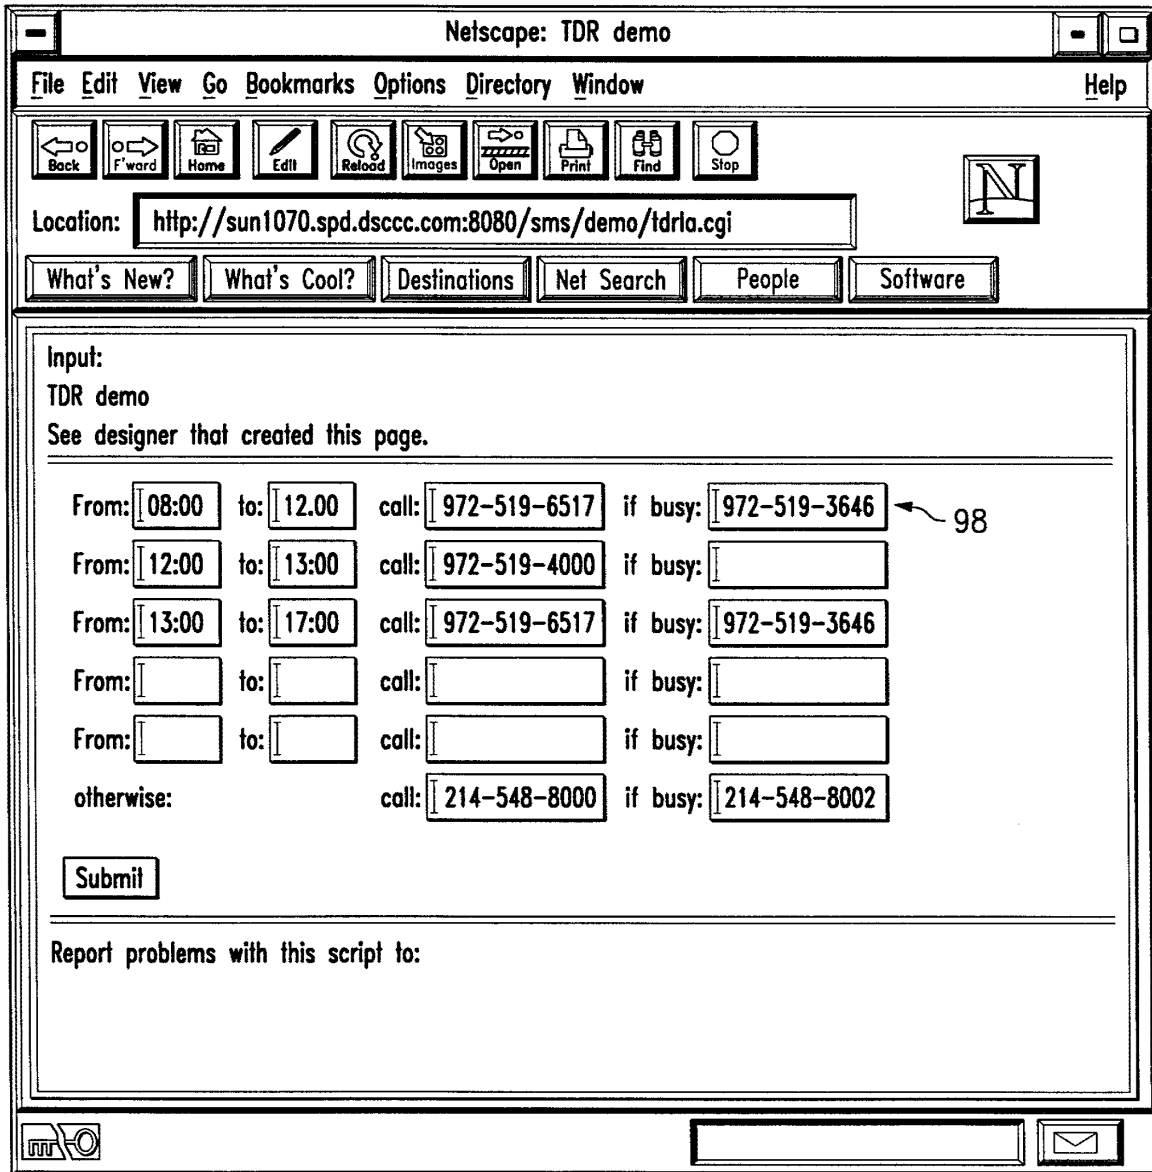 Netscape: TDR demo
File Edit View Go Bookmarks Options Directory Window Help
Back F'ward Home Edit Reload Images Open Print Find Stop
N
Location: http://sun1070.spd.dsccc.com:8080/sms/demo/tdrla.cgi
What's New? What's Cool? Destinations Net Search People Software
Input:
TDR demo
See designer that created this page.
From: 08:00 to: 12.00 call: 972-519-6517 if busy: 972-519-3646 98
From: 12:00 to: 13:00 call: 972-519-4000 if busy:
From: 13:00 to: 17:00 call: 972-519-6517 if busy: 972-519-3646
From: to: call: if busy:
From: to: call: if busy:
otherwise: call: 214-548-8000 if busy: 214-548-8002
Submit
Report problems with this script to: